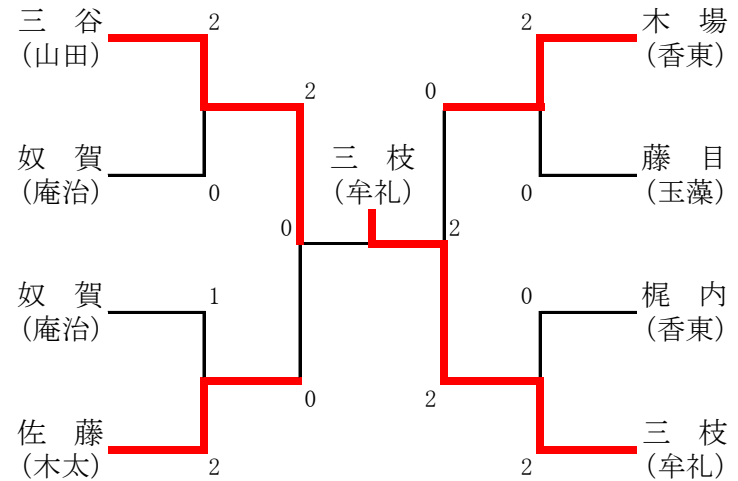 三　谷
(山田)
2
2
0
奴　賀
(庵治)
0
奴　賀
(庵治)
1
0
佐　藤
(木太)
2
三　枝
(牟礼)
0
2
木　場
(香東)
2
0
藤　目
(玉藻)
0
梶　内
(香東)
0
2
三　枝
(牟礼)
2